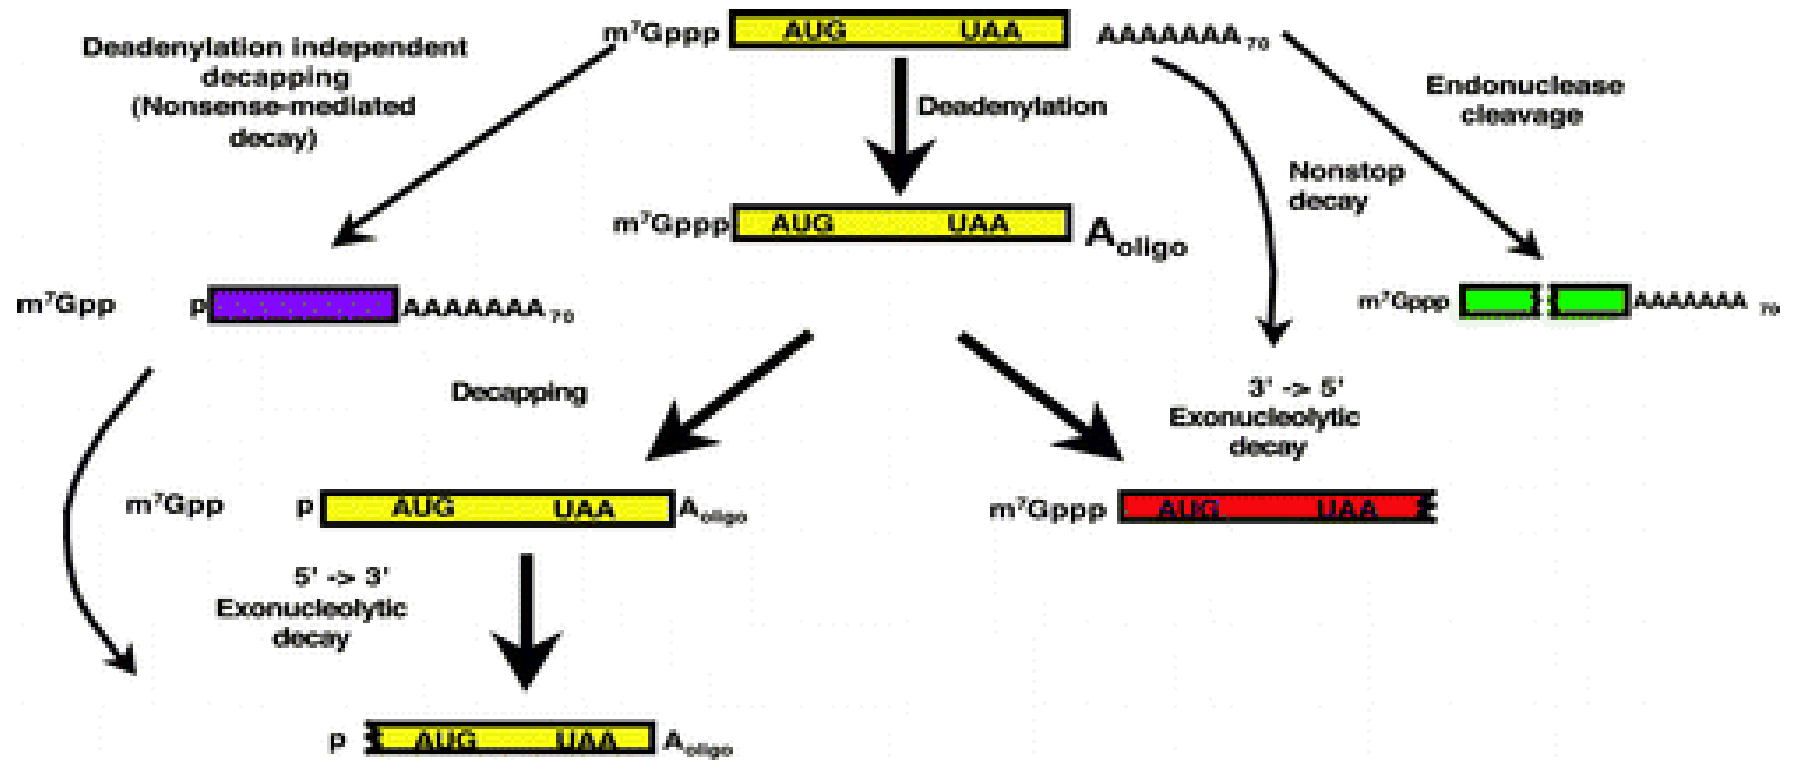 m⁷Gppp AUG UAA AAAAAAA₇₀
Deadenylation independent
decapping
(Nonsense-mediated
decay)
Deadenylation
Endonuclease
cleavage
Nonstop
decay
m⁷Gppp AUG UAA Aoligo
m⁷Gpp p AAAAAAA₇₀
m⁷Gppp AAAAAAA ₇₀
Decapping
3' -> 5'
Exonucleolytic
decay
m⁷Gpp p AUG UAA Aoligo
m⁷Gppp AUG UAA
5' -> 3'
Exonucleolytic
decay
p AUG UAA Aoligo